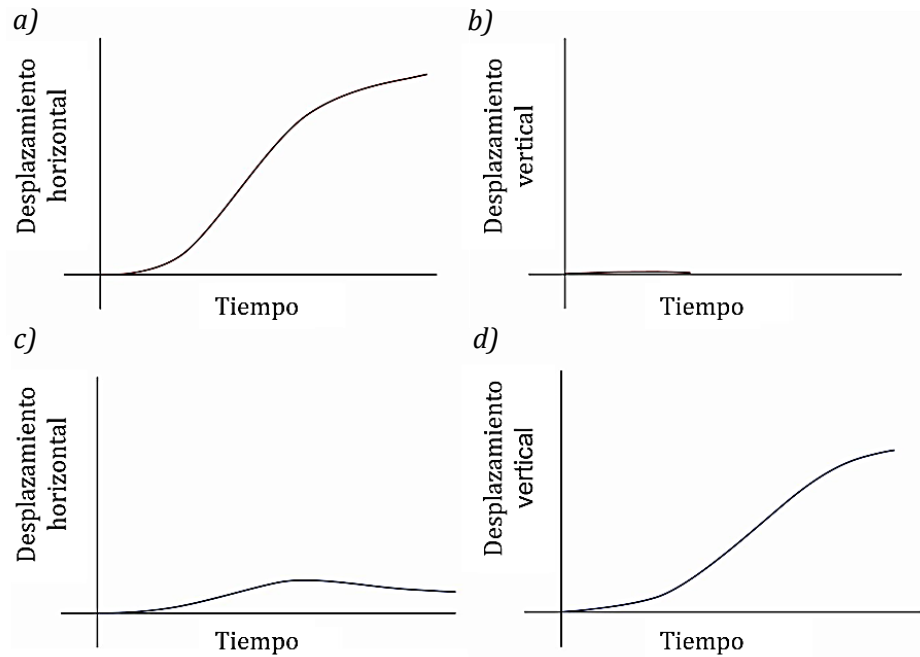 a)
Desplazamiento
horizontal
Tiempo
b)
Desplazamiento
vertical
Tiempo
c)
Desplazamiento
horizontal
Tiempo
d)
Desplazamiento
vertical
Tiempo